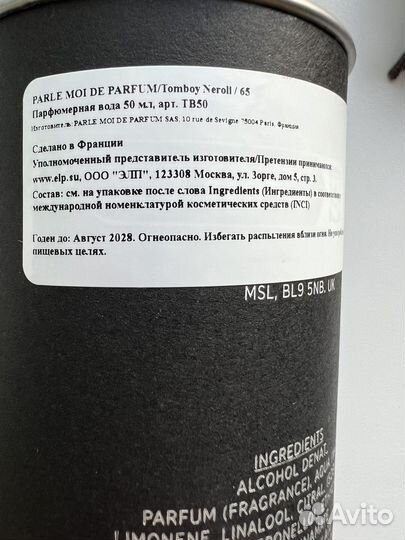 PARLE MOI DE PARFUM/Tomboy Neroll / 65
Парфюмерная вода 50 мл, арт. TB50
Изготовитель: PARLE MOI DE PARFUM SAS, 10 rue de Sevigne 75004 Paris, Франция
Сделано в Франции
Уполномоченный представитель изготовителя/Претензии принимаются:
www.elp.su, ООО "ЭЛП", 123308 Москва, ул. Зорге, дом 5, стр. 3.
Состав: см. на упаковке после слова Ingredients (Ингредиенты) в соответствии
международной номенклатурой косметических средств (INCI)
Годен до: Август 2028. Огнеопасно. Избегать распыления вблизи огня. Не
пищевых целях.
MSL, BL9 5NB. UK
INGREDIENTS
ALCOHOL DENAT.
PARFUM (FRAGRANCE), AQUA
LIMONENE, LINALOOL, CITRAL,
Avito